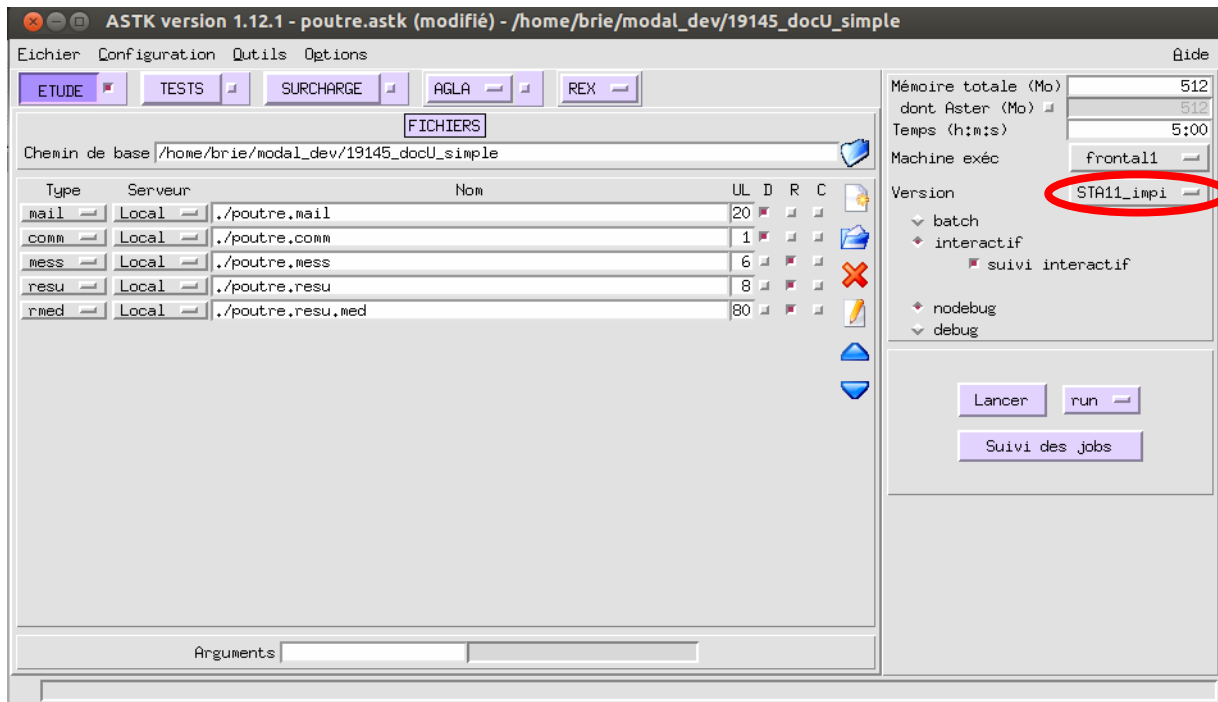 ASTK version 1.12.1 - poutre.astk (modifié) - /home/brie/modal_dev/19145_docU_simple
Fichier Configuration Outils Options Aide
ETUDE TESTS SURCHARGE AGLA REX
FICHIERS
Chemin de base /home/brie/modal_dev/19145_docU_simple
Type Serveur Nom UL D R C
mail Local ./poutre.mail 20
comm Local ./poutre.comm 1
mess Local ./poutre.mess 6
resu Local ./poutre.resu 8
rmed Local ./poutre.resu.med 80
Arguments
Mémoire totale (Mo) 512
dont Aster (Mo) 512
Temps (h:m:s) 5:00
Machine exéc frontal1
Version STA11_impi
batch
interactif
suivi interactif
nodebug
debug
Lancer run
Suivi des jobs